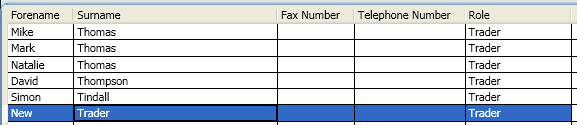 Forename Surname Fax Number Telephone Number Role
Mike Thomas Trader
Mark Thomas Trader
Natalie Thomas Trader
David Thompson Trader
Simon Tindall Trader
New Trader Trader